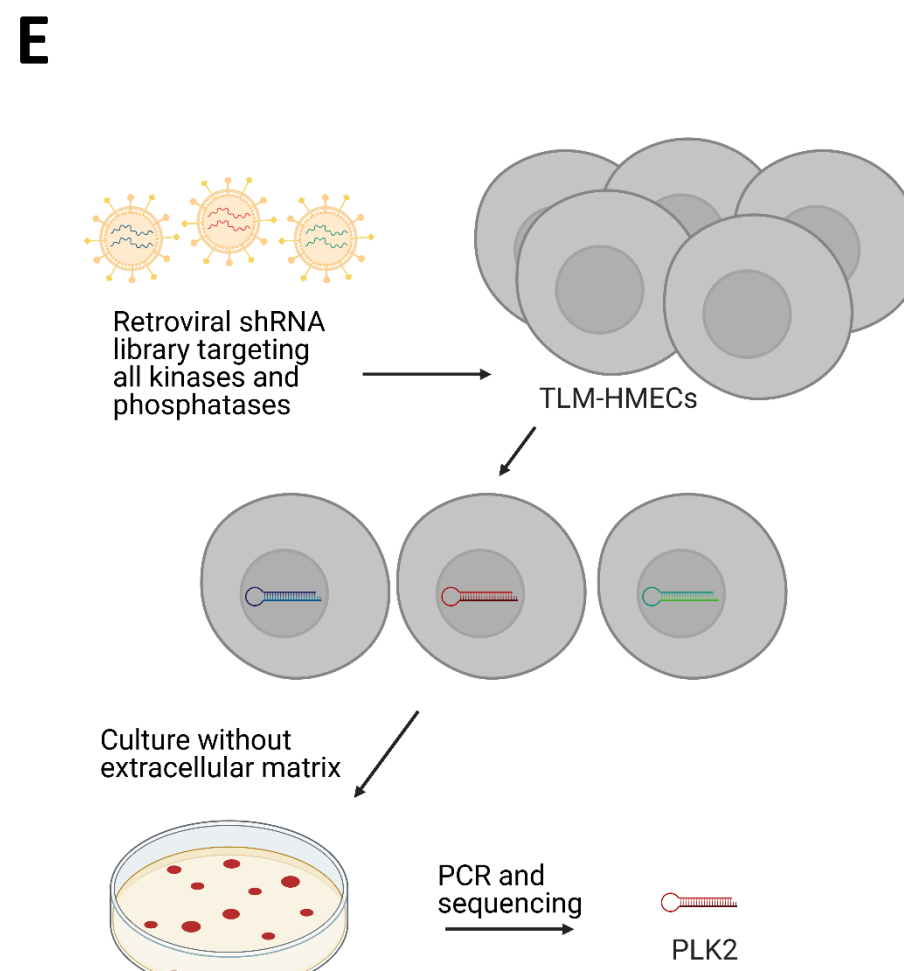 E
Retroviral shRNA
library targeting
all kinases and
phosphatases
TLM-HMECs
Culture without
extracellular matrix
PCR and
sequencing
PLK2